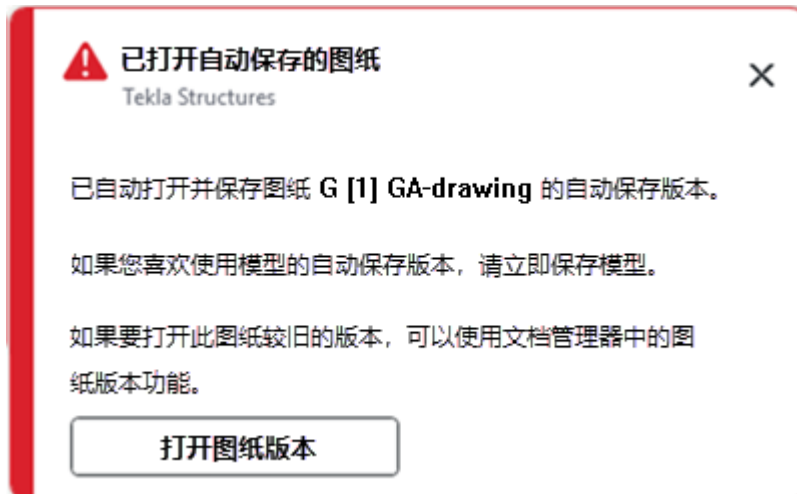 已打开自动保存的图纸
Tekla Structures
已自动打开并保存图纸 G [1] GA-drawing 的自动保存版本。
如果您喜欢使用模型的自动保存版本，请立即保存模型。
如果要打开此图纸较旧的版本，可以使用文档管理器中的图
纸版本功能。
打开图纸版本